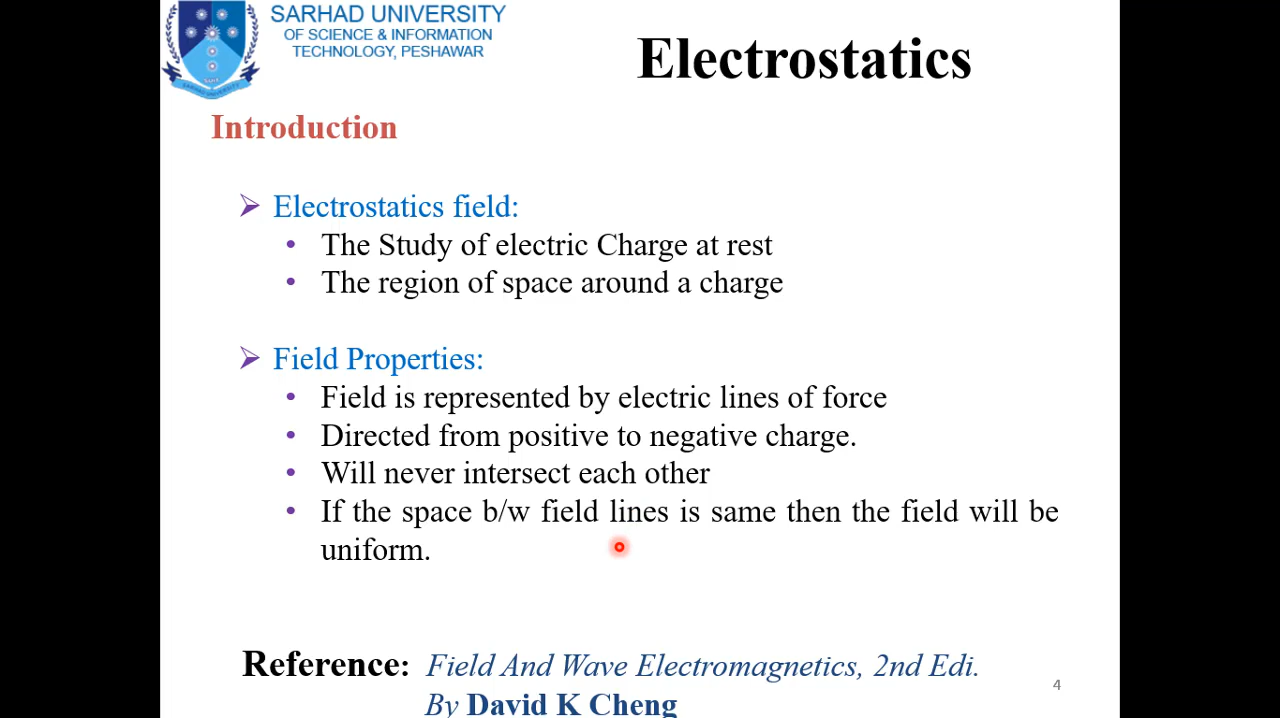 SARHAD UNIVERSITY
OF SCIENCE & INFORMATION
TECHNOLOGY, PESHAWAR
Electrostatics
Introduction
Electrostatics field:
The Study of electric Charge at rest
The region of space around a charge
Field Properties:
Field is represented by electric lines of force
Directed from positive to negative charge.
Will never intersect each other
If the space b/w field lines is same then the field will be
uniform.
Reference: Field And Wave Electromagnetics, 2nd Edi.
By David K Cheng
4